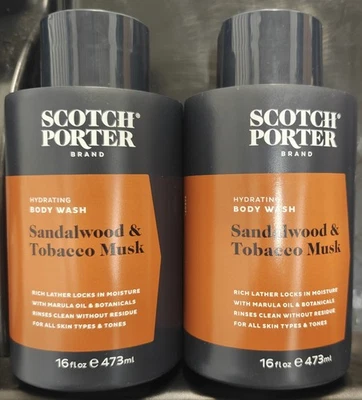 SCOTCH®
PORTER
BRAND
HYDRATING
BODY WASH
Sandalwood &
Tobacco Musk
RICH LATHER LOCKS IN MOISTURE
WITH MARULA OIL & BOTANICALS
RINSES CLEAN WITHOUT RESIDUE
FOR ALL SKIN TYPES & TONES
16 fl oz e 473ml
SCOTCH®
PORTER
BRAND
HYDRATING
BODY WASH
Sandalwood &
Tobacco Musk
RICH LATHER LOCKS IN MOISTURE
WITH MARULA OIL & BOTANICALS
RINSES CLEAN WITHOUT RESIDUE
FOR ALL SKIN TYPES & TONES
16 fl oz e 473ml